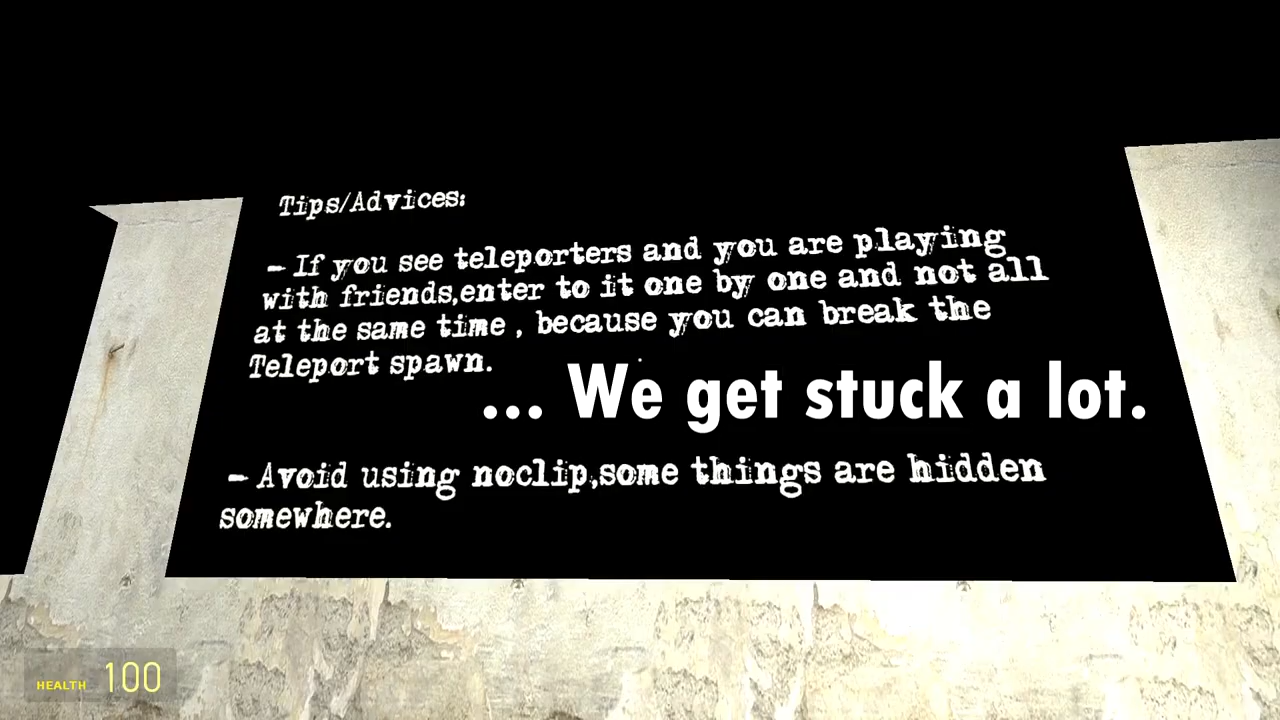 Tips/Advices:
- If you see teleporters and you are playing
with friends,enter to it one by one and not all
at the same time , because you can break the
Teleport spawn.
... We get stuck a lot.
- Avoid using noclip,some things are hidden
somewhere.
HEALTH 100